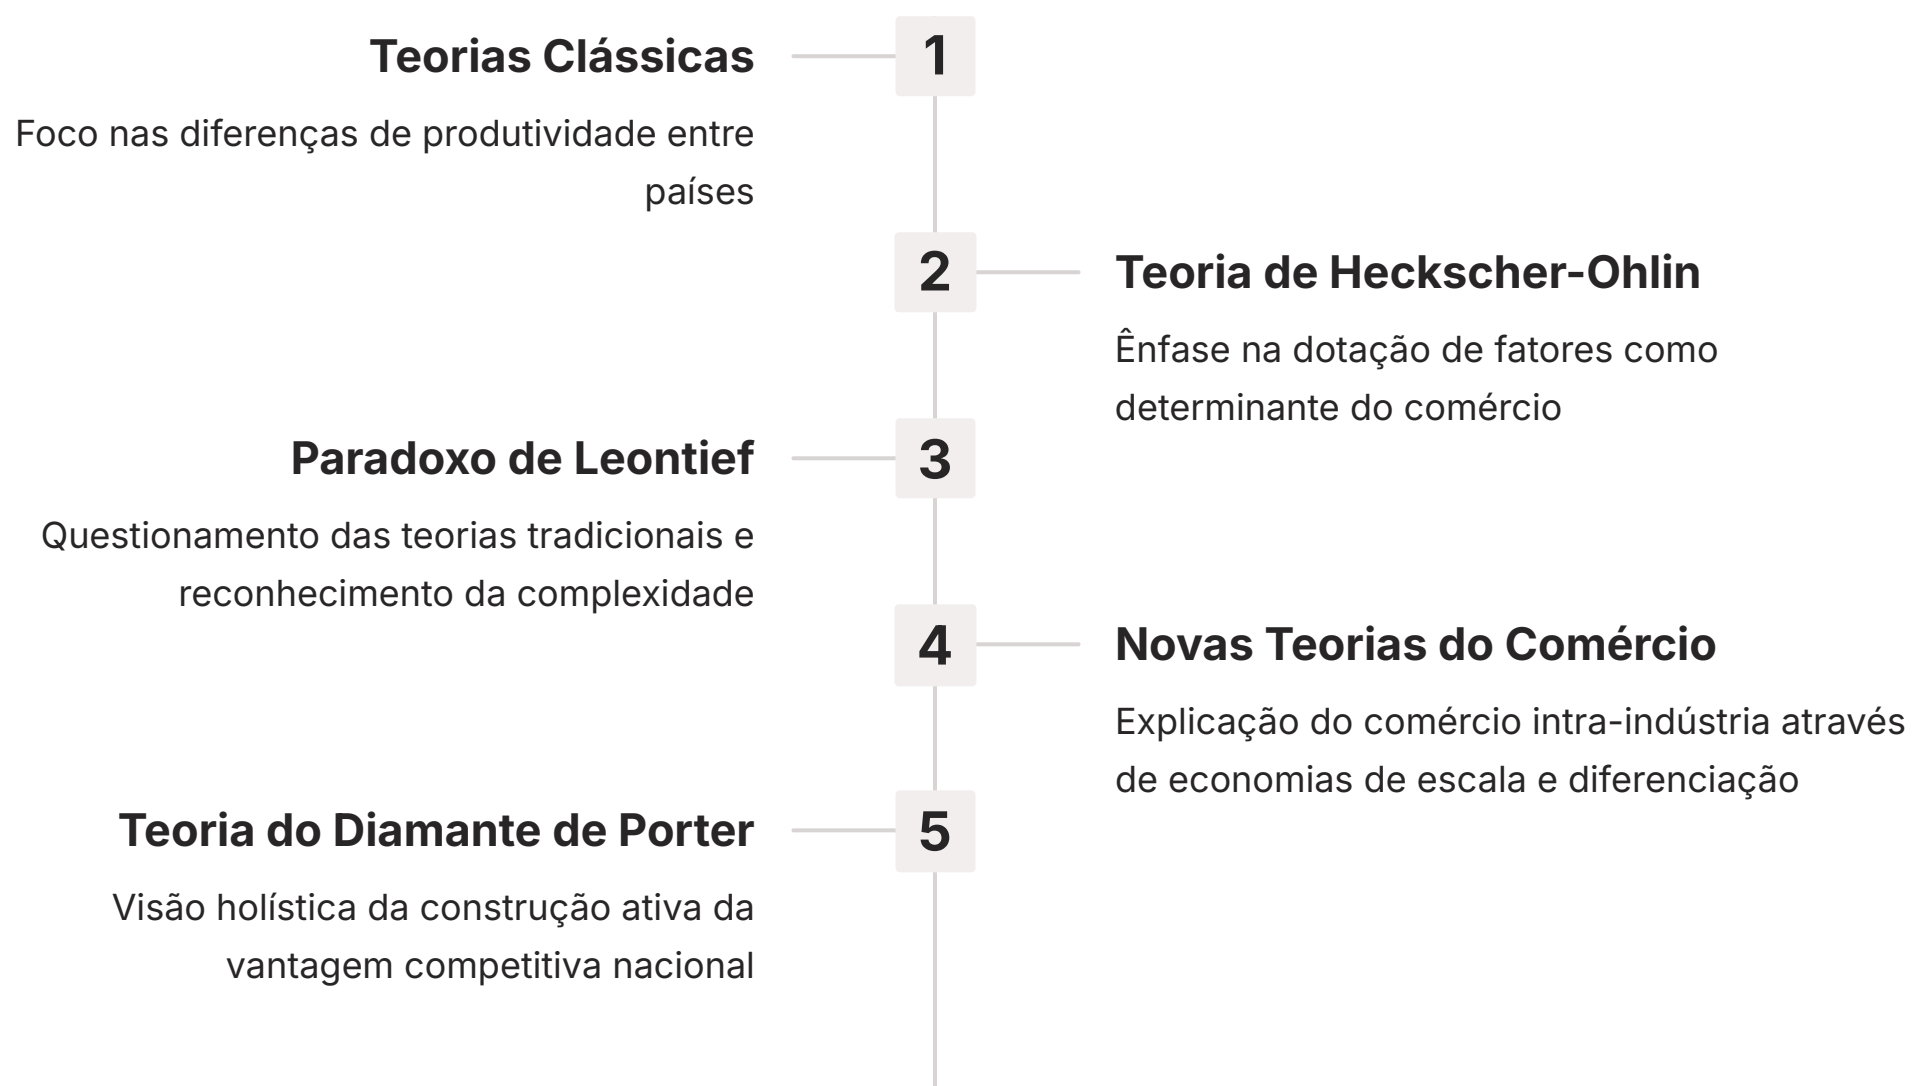 1
Teorias Clássicas
Foco nas diferenças de produtividade entre
países
2
Teoria de Heckscher-Ohlin
Ênfase na dotação de fatores como
determinante do comércio
3
Paradoxo de Leontief
Questionamento das teorias tradicionais e
reconhecimento da complexidade
4
Novas Teorias do Comércio
Explicação do comércio intra-indústria através
de economias de escala e diferenciação
5
Teoria do Diamante de Porter
Visão holística da construção ativa da
vantagem competitiva nacional